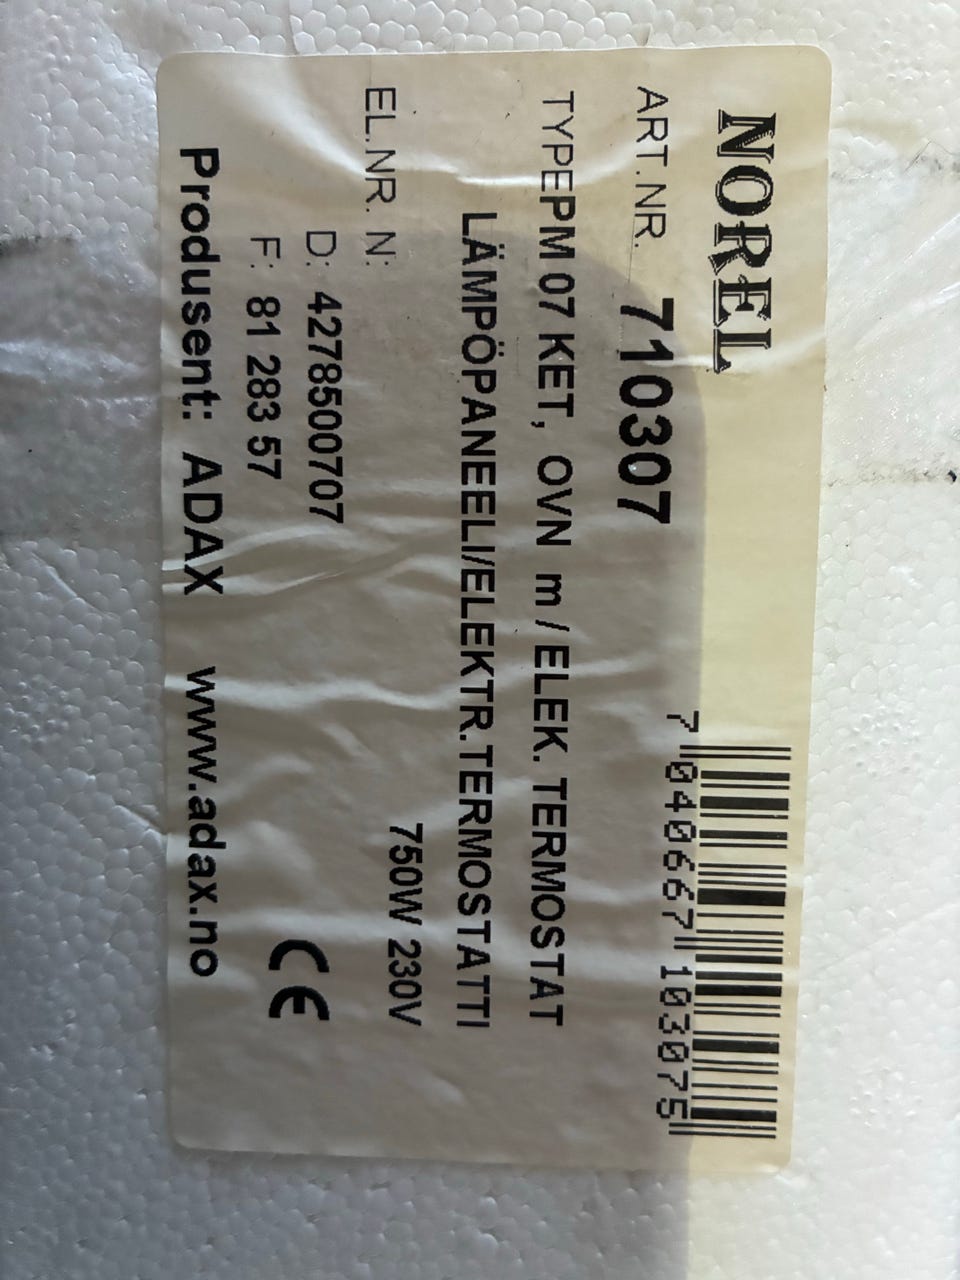 NOREL
ART.NR. 710307
7 040667 103075
TYPEPM 07 KET, OVN m / ELEK. TERMOSTAT
LÄMPÖPANEELI/ELEKTR.TERMOSTATTI
750W 230V
EL.NR. N:
D: 4278500707
F: 81 283 57
CE
Produsent: ADAX www.adax.no